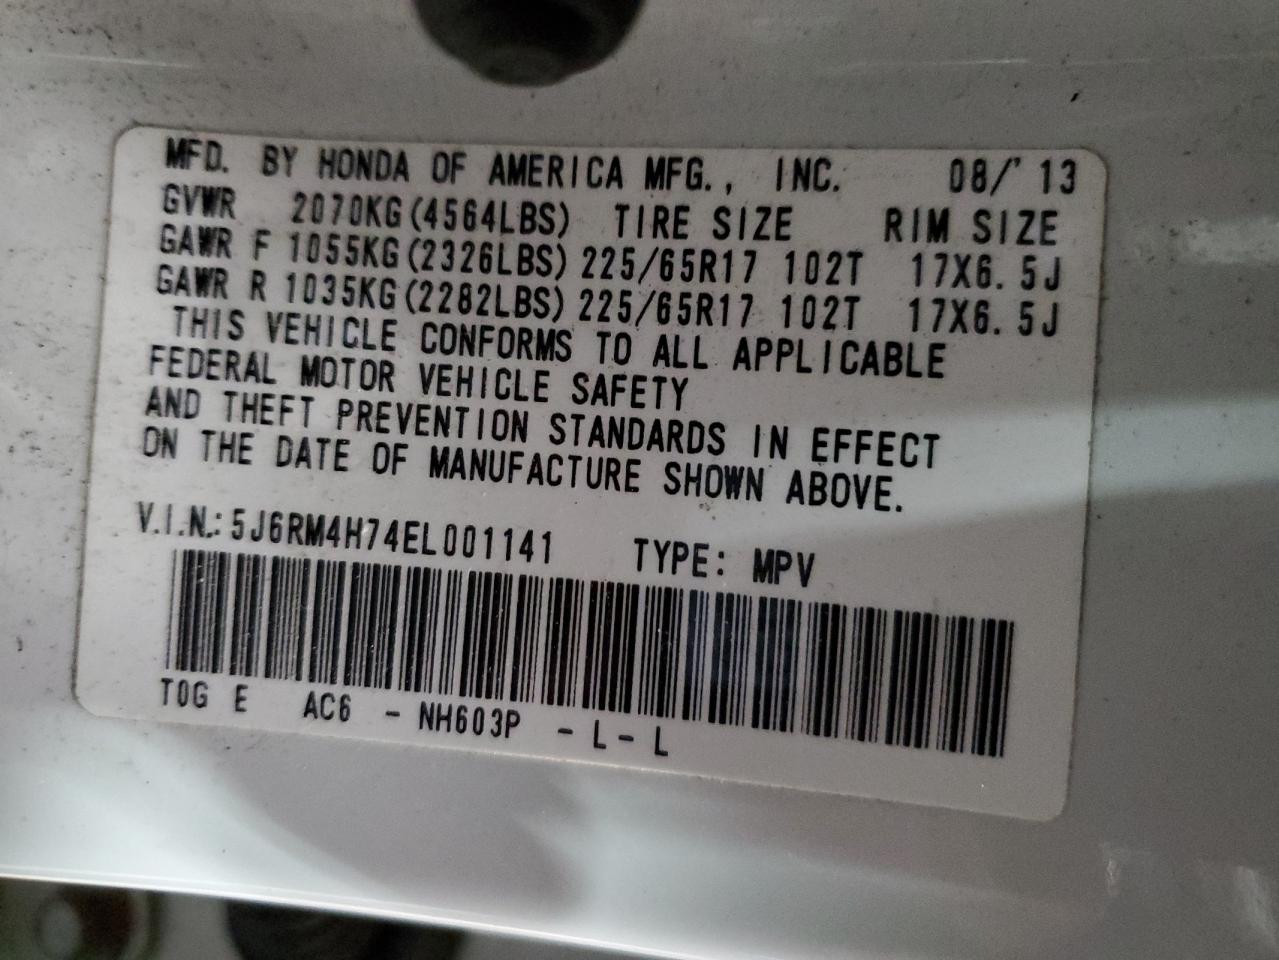 MFD. BY HONDA OF AMERICA MFG., INC. 08/'13
GVWR 2070KG(4564LBS) TIRE SIZE RIM SIZE
GAWR F 1055KG(2326LBS) 225/65R17 102T 17X6.5J
GAWR R 1035KG(2282LBS) 225/65R17 102T 17X6.5J
THIS VEHICLE CONFORMS TO ALL APPLICABLE
FEDERAL MOTOR VEHICLE SAFETY
AND THEFT PREVENTION STANDARDS IN EFFECT
ON THE DATE OF MANUFACTURE SHOWN ABOVE.
V.I.N.: 5J6RM4H74EL001141 TYPE: MPV
T0G E AC6 - NH603P - L - L